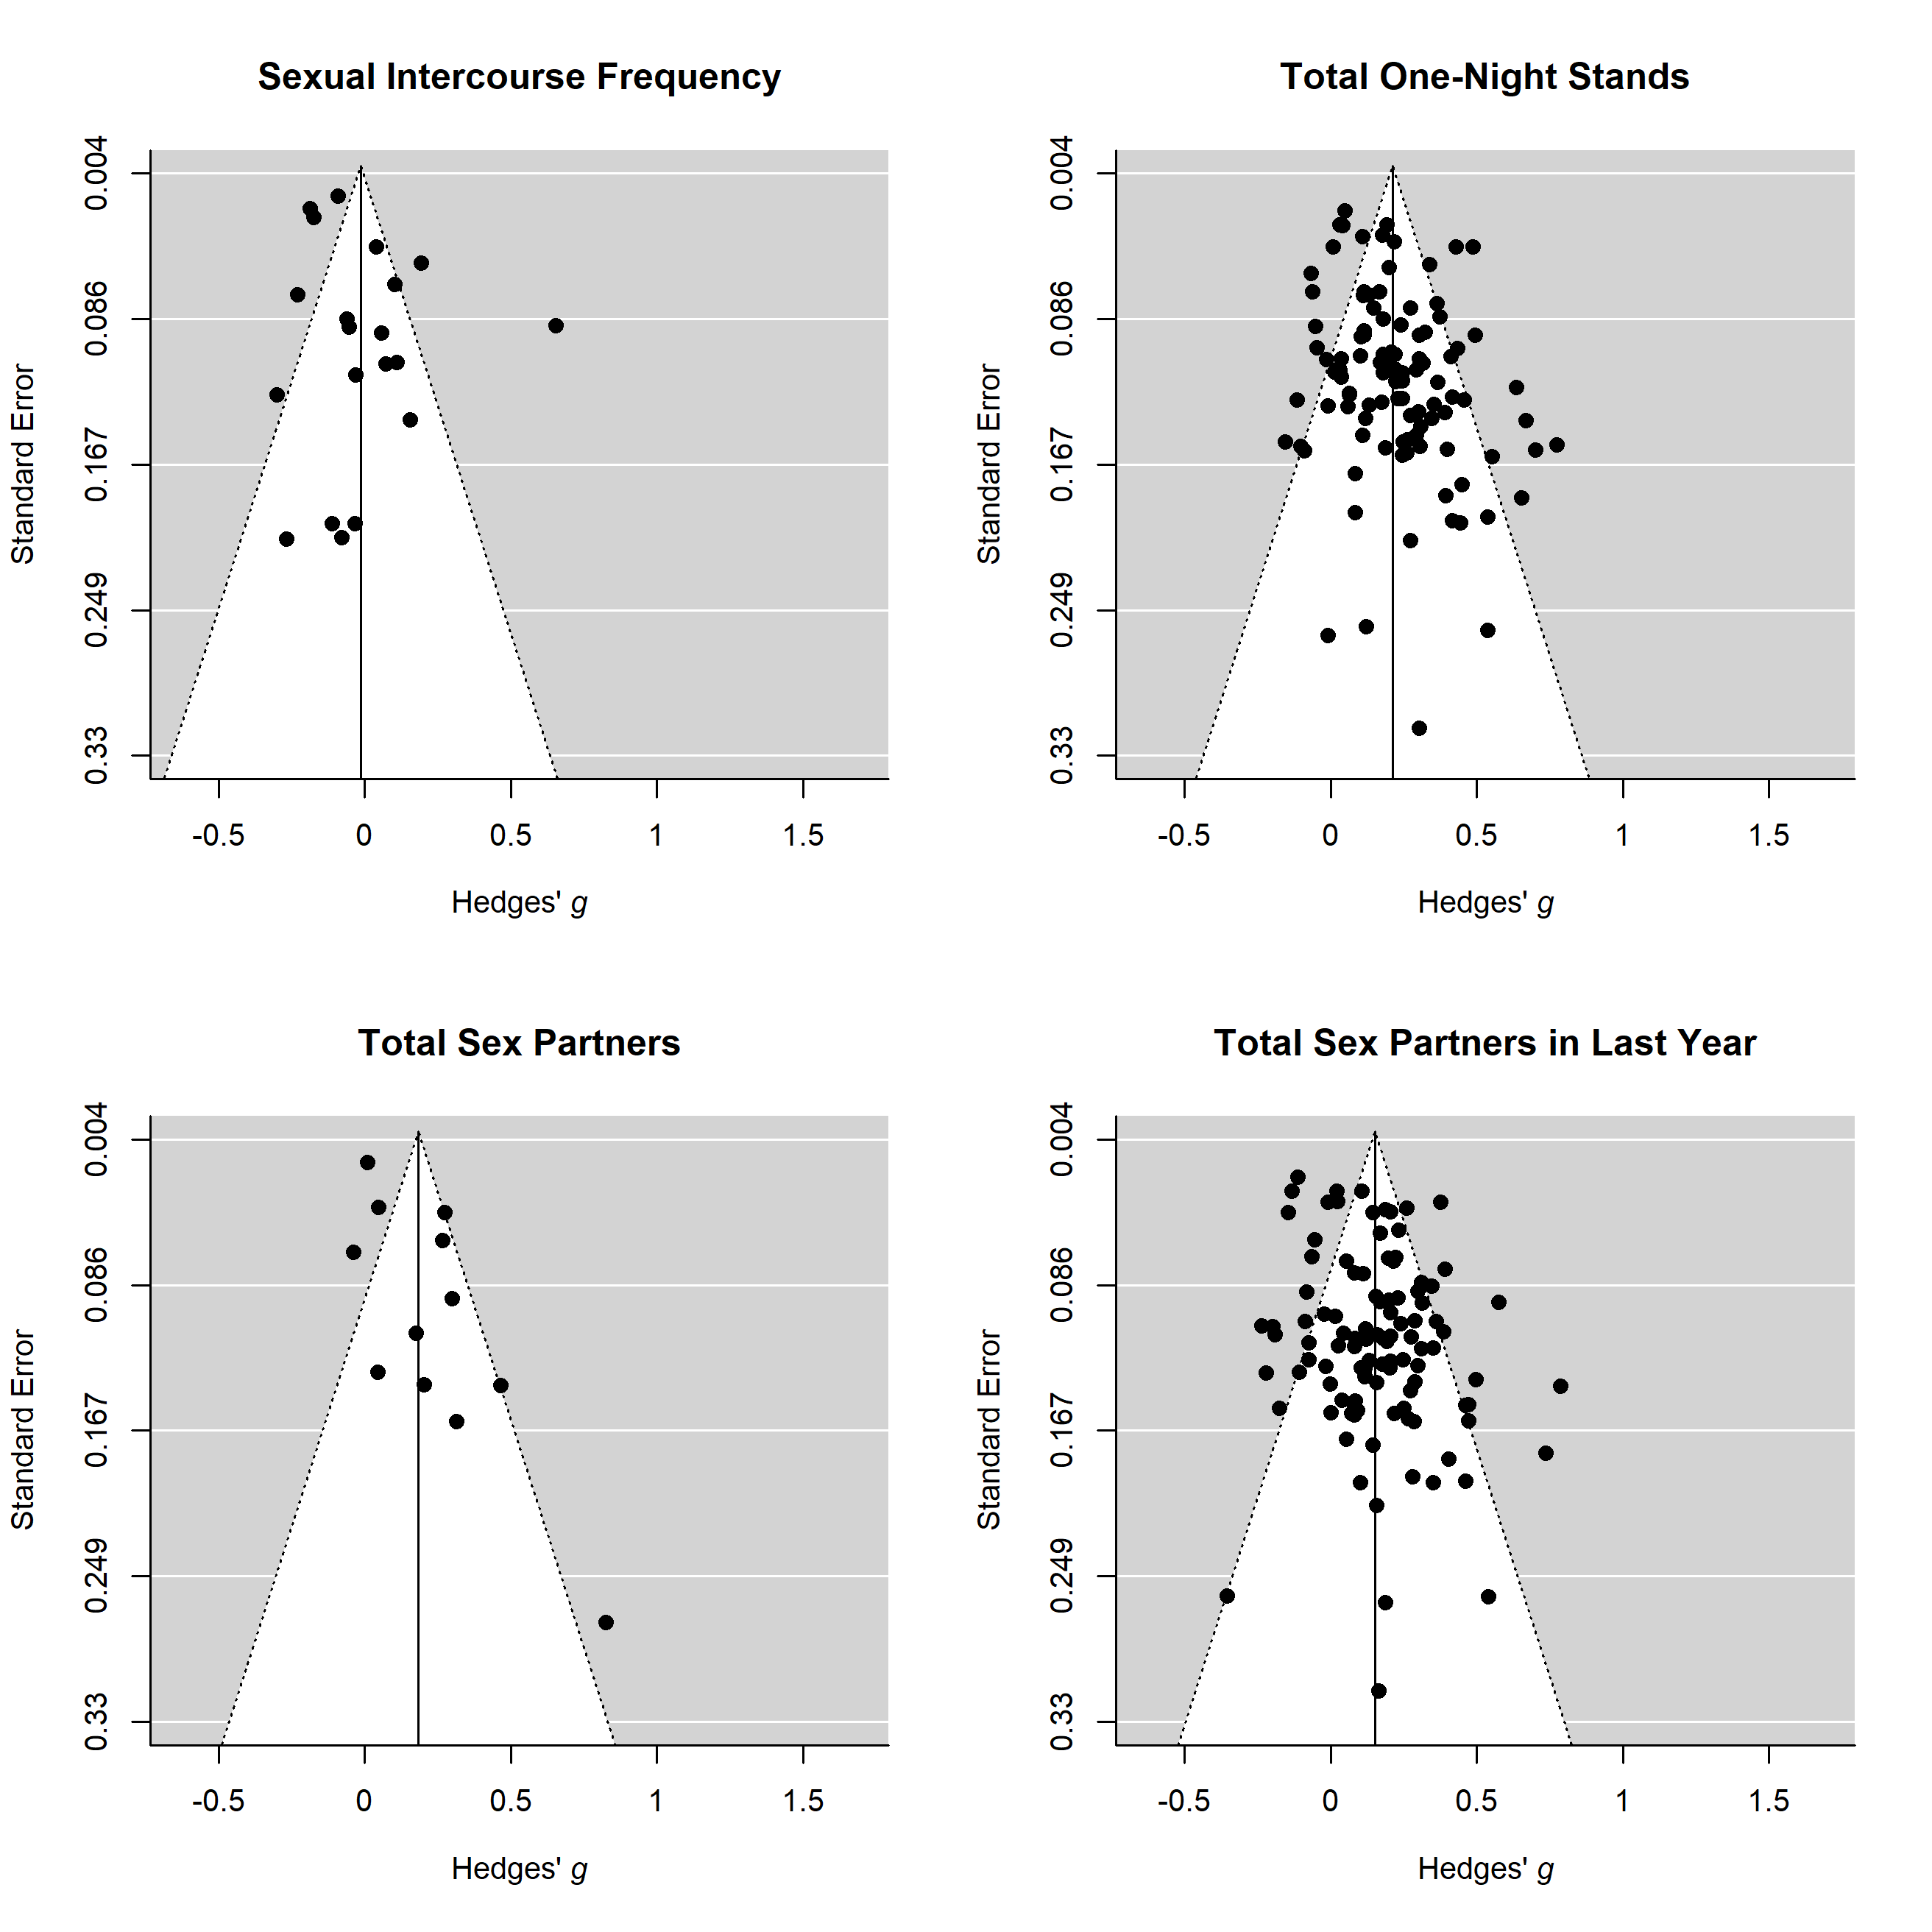 Sexual Intercourse Frequency
Standard Error
0.004
0.086
0.167
0.249
0.33
-0.5 0 0.5 1 1.5
Hedges' g
Total One-Night Stands
Standard Error
0.004
0.086
0.167
0.249
0.33
-0.5 0 0.5 1 1.5
Hedges' g
Total Sex Partners
Standard Error
0.004
0.086
0.167
0.249
0.33
-0.5 0 0.5 1 1.5
Hedges' g
Total Sex Partners in Last Year
Standard Error
0.004
0.086
0.167
0.249
0.33
-0.5 0 0.5 1 1.5
Hedges' g